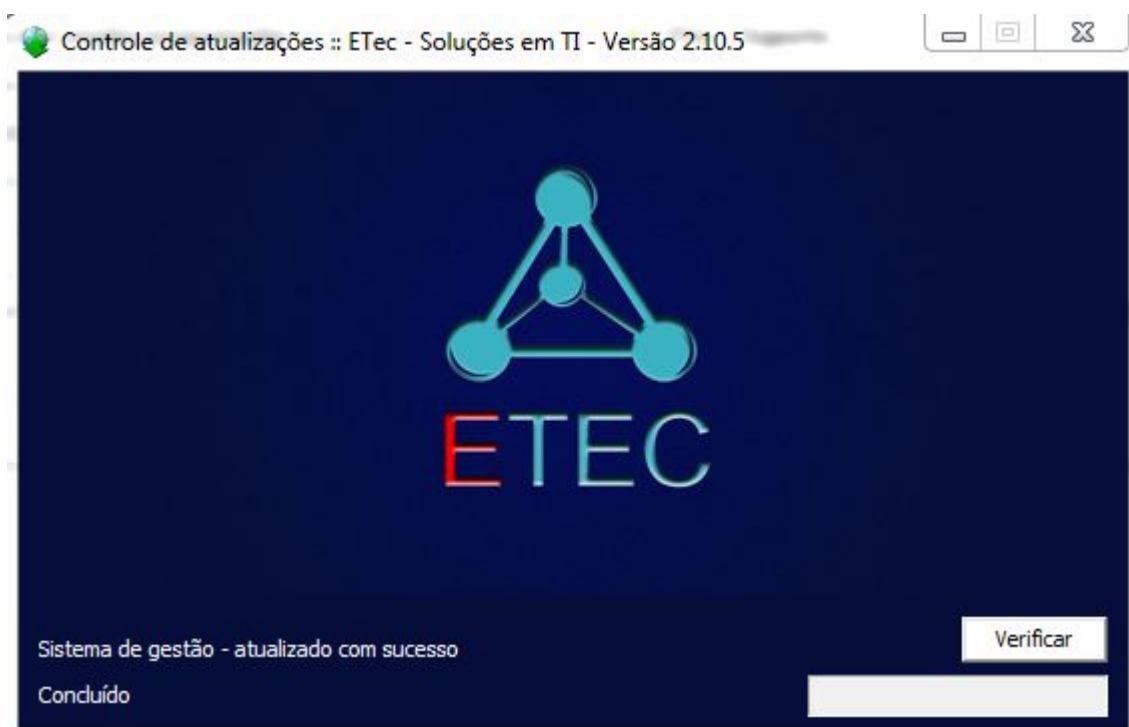 Controle de atualizações :: ETec - Soluções em TI - Versão 2.10.5
ETEC
Sistema de gestão - atualizado com sucesso
Verificar
Concluído